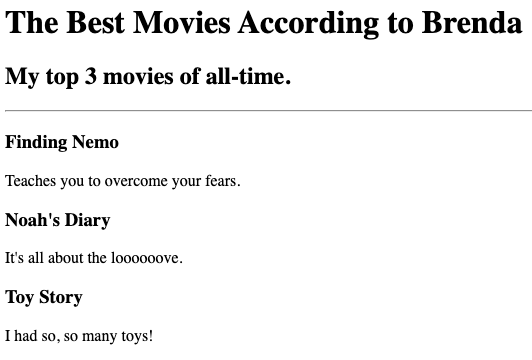 The Best Movies According to Brenda
My top 3 movies of all-time.
Finding Nemo
Teaches you to overcome your fears.
Noah's Diary
It's all about the loooooove.
Toy Story
I had so, so many toys!